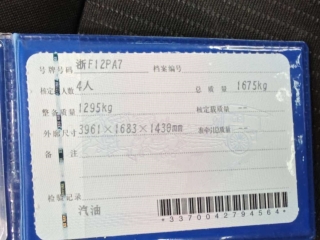 号牌号码 浙F12PA7 档案编号
核定载人数 4人 总质量 1675kg
整备质量 1295kg 核定载质量 --
外廓尺寸 3961×1683×1430mm 准牵引总质量 --
备注
检验记录
汽油
*3370042794564*